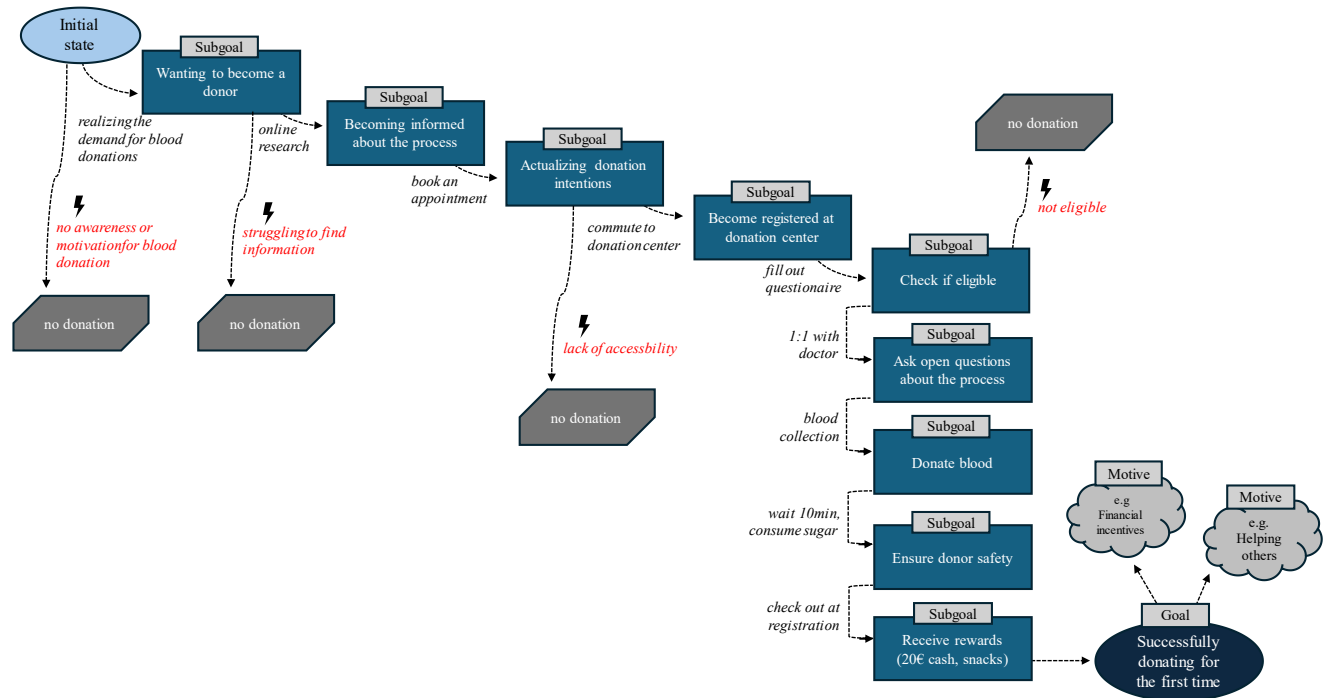 Initial
state
Subgoal
Wanting to become a
donor
realizing the
demand for blood
donations
no awareness or
motivation for blood
donation
no donation
online
research
struggling to find
information
no donation
Subgoal
Becoming informed
about the process
book an
appointment
Subgoal
Actualizing donation
intentions
commute to
donation center
lack of accessbility
no donation
Subgoal
Become registered at
donation center
fill out
questionaire
no donation
not eligible
Subgoal
Check if eligible
1:1 with
doctor
Subgoal
Ask open questions
about the process
blood
collection
Subgoal
Donate blood
wait 10min,
consume sugar
Subgoal
Ensure donor safety
check out at
registration
Subgoal
Receive rewards
(20€ cash, snacks)
Motive
e.g
Financial
incentives
Motive
e.g.
Helping
others
Goal
Successfully
donating for
the first time